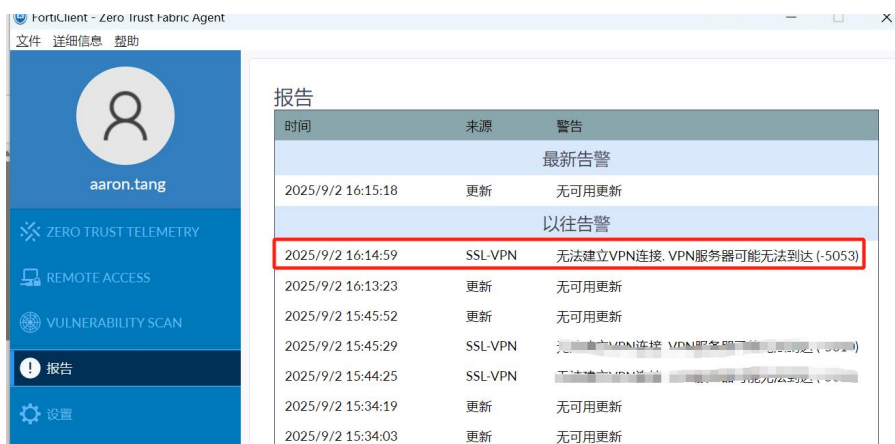 FortiClient - Zero Trust Fabric Agent
文件 详细信息 帮助
aaron.tang
ZERO TRUST TELEMETRY
REMOTE ACCESS
VULNERABILITY SCAN
报告
设置
报告
时间 来源 警告
最新告警
2025/9/2 16:15:18 更新 无可用更新
以往告警
2025/9/2 16:14:59 SSL-VPN 无法建立VPN连接. VPN服务器可能无法到达 (-5053)
2025/9/2 16:13:23 更新 无可用更新
2025/9/2 15:45:52 更新 无可用更新
2025/9/2 15:45:29 SSL-VPN
2025/9/2 15:44:25 SSL-VPN
2025/9/2 15:34:19 更新 无可用更新
2025/9/2 15:34:03 更新 无可用更新